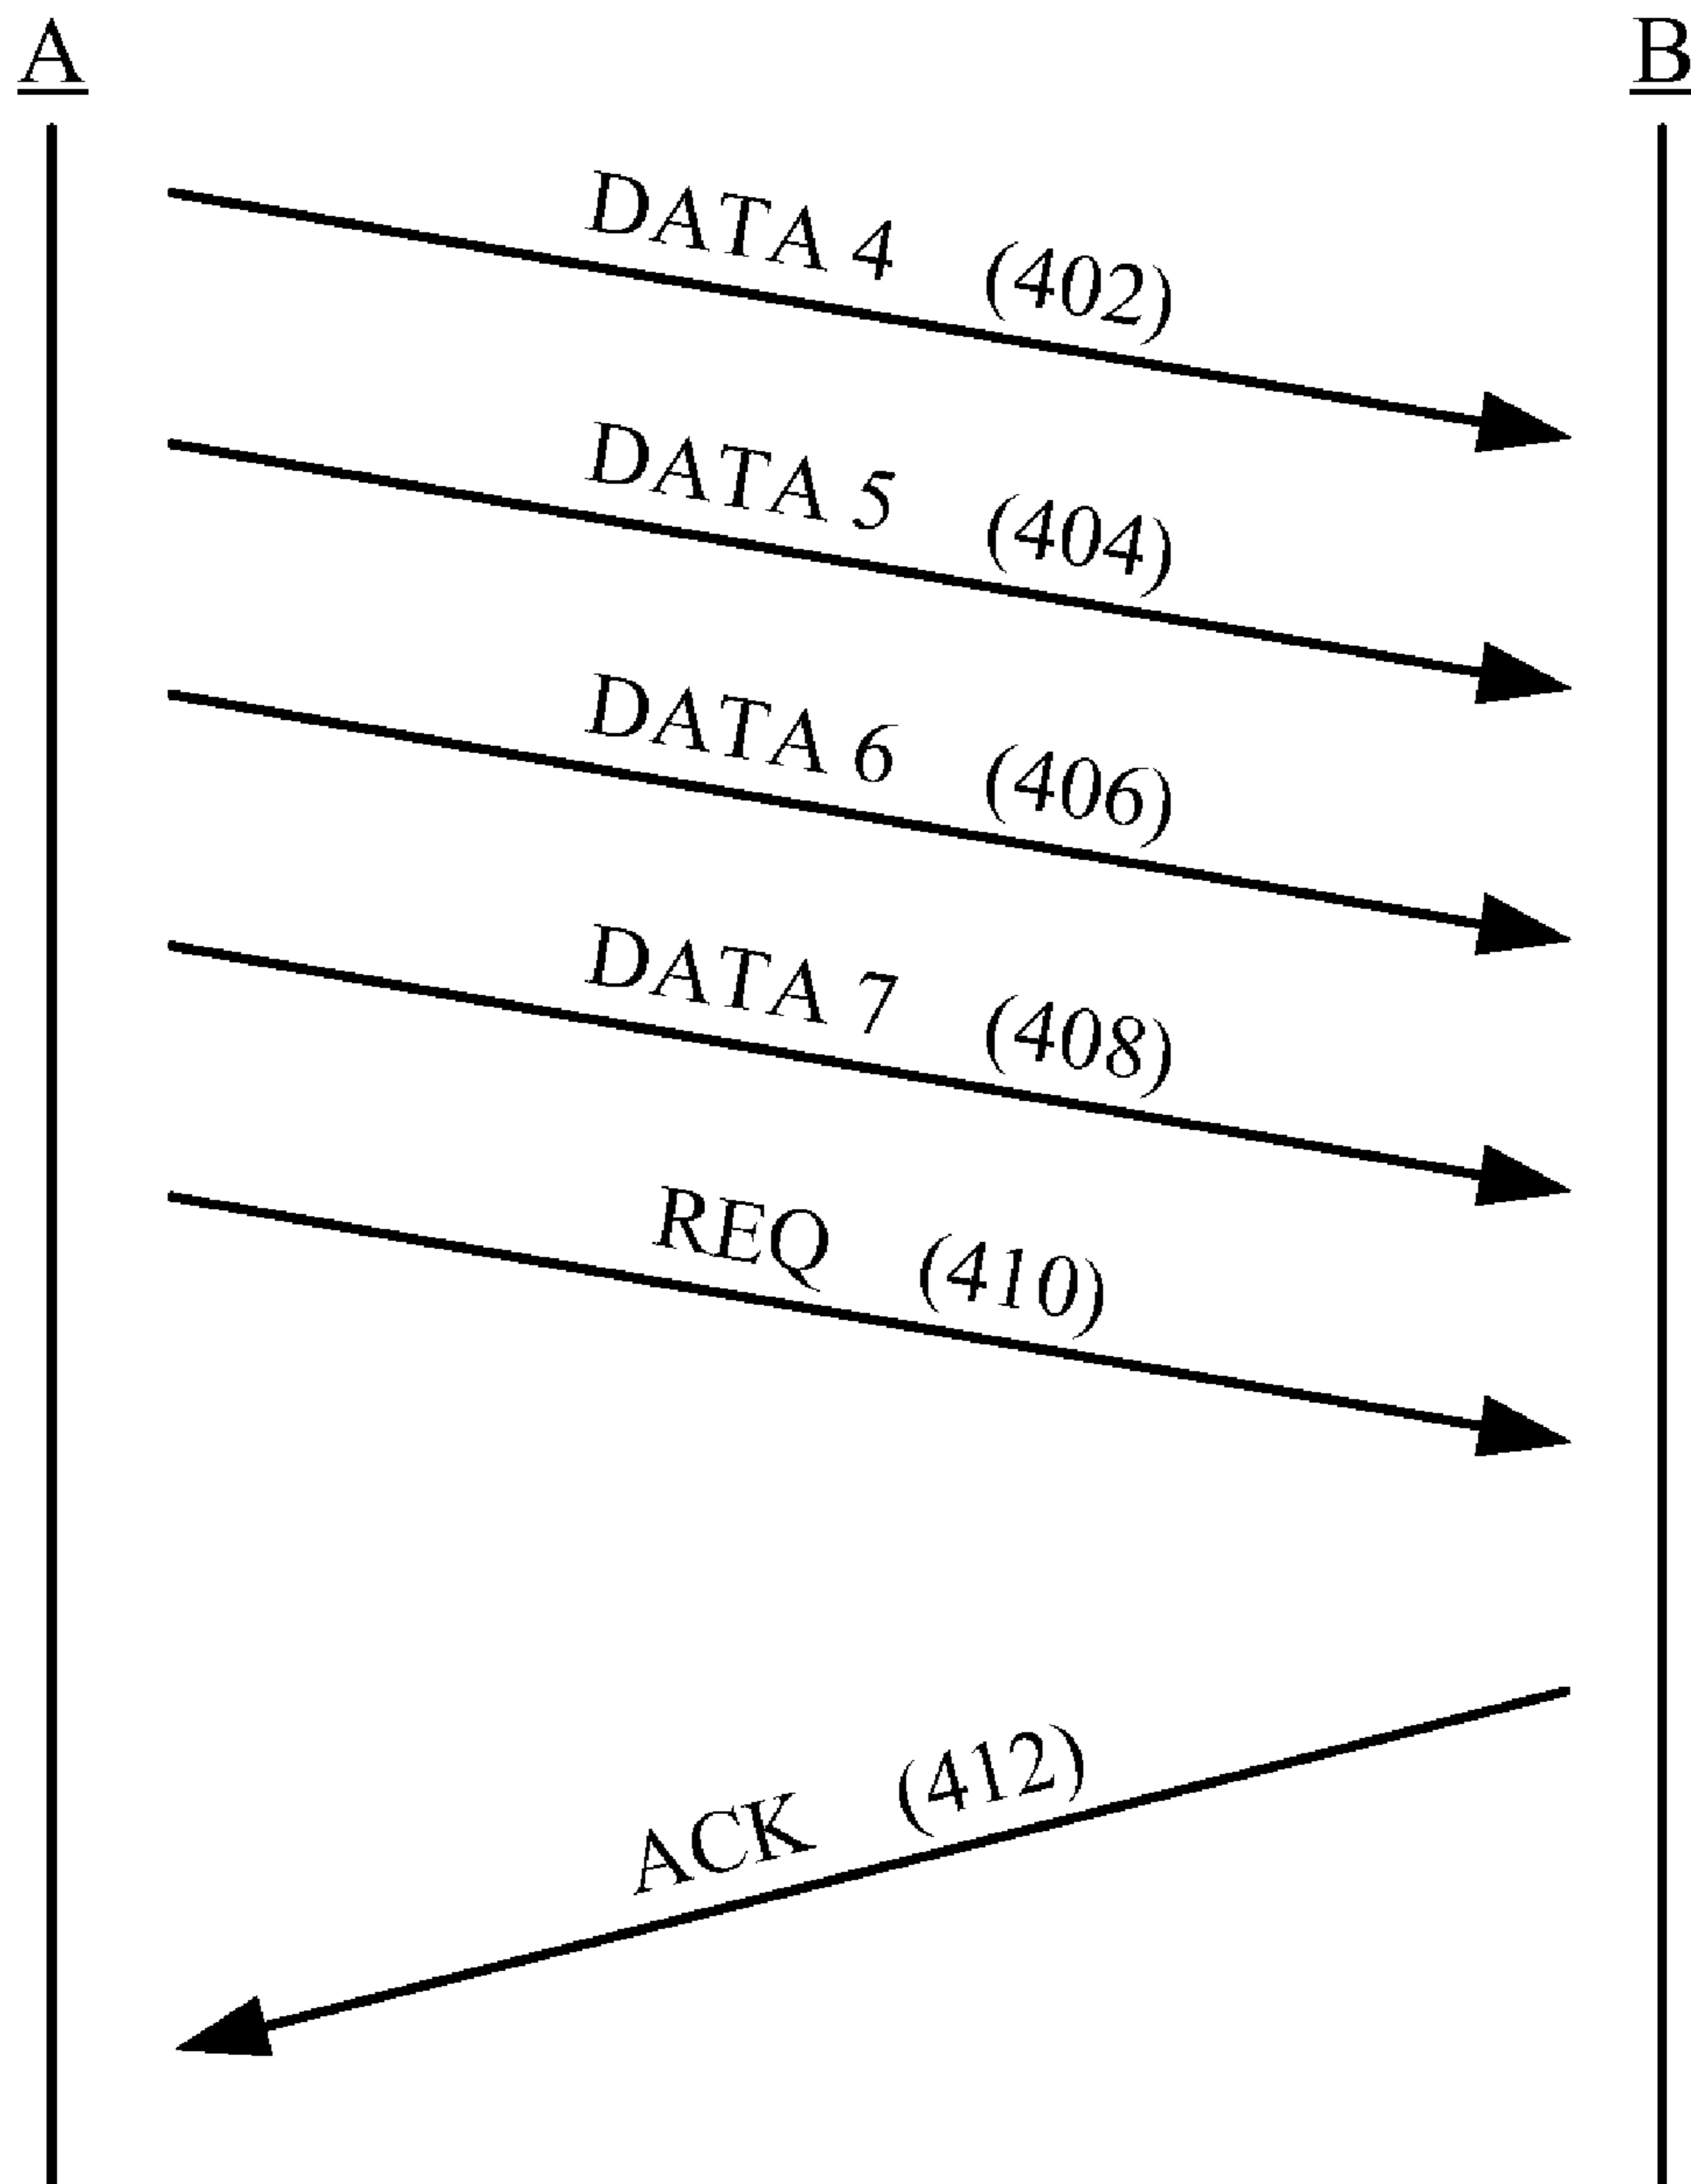 A B
DATA 4 (402)
DATA 5 (404)
DATA 6 (406)
DATA 7 (408)
REQ (410)
ACK (412)